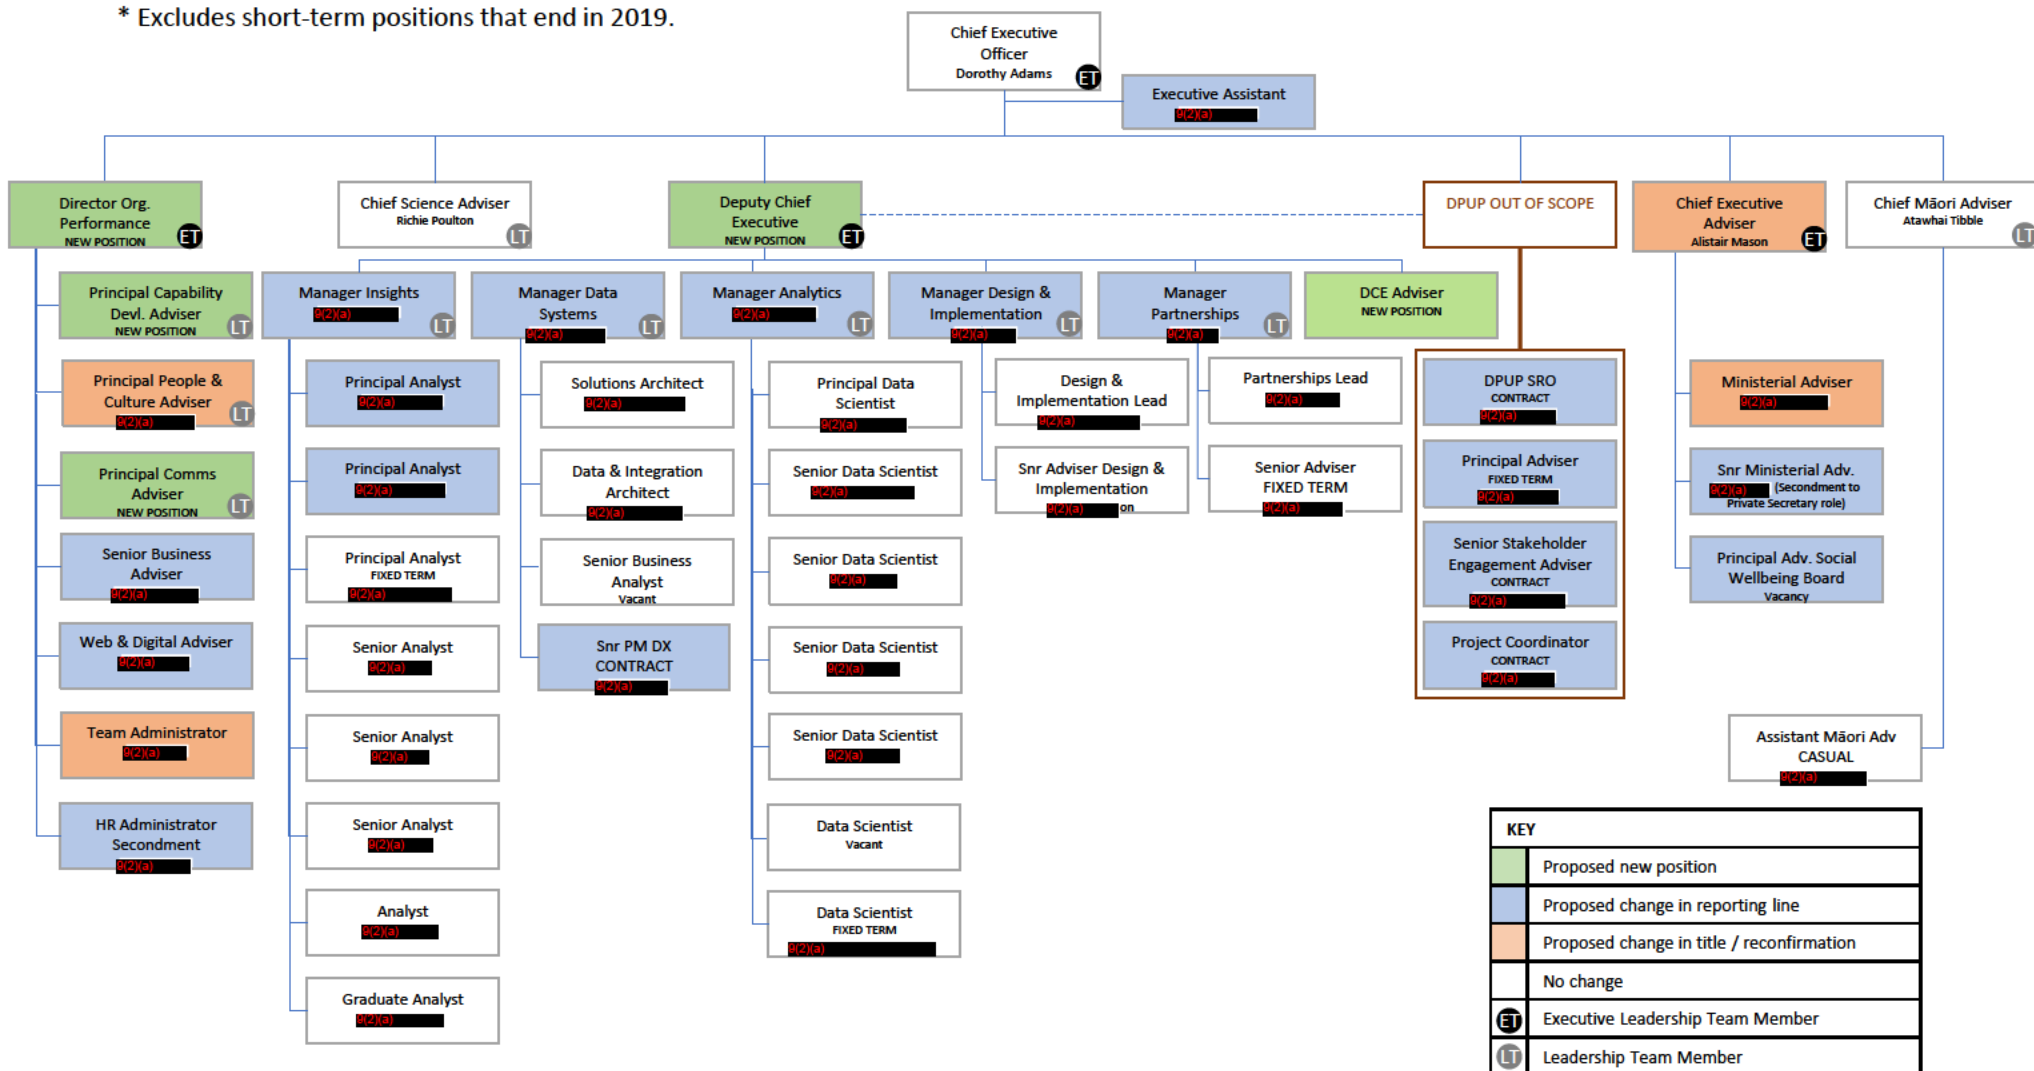 * Excludes short-term positions that end in 2019.
Chief Executive
Officer
Dorothy Adams
ET
Executive Assistant
9(2)(a)
Director Org.
Performance
NEW POSITION
ET
Chief Science Adviser
Richie Poulton
LT
Deputy Chief
Executive
NEW POSITION
ET
DPUP OUT OF SCOPE
Chief Executive
Adviser
Alistair Mason
ET
Chief Māori Adviser
Atawhai Tibble
LT
Principal Capability
Devl. Adviser
NEW POSITION
LT
Principal People &
Culture Adviser
9(2)(a)
LT
Principal Comms
Adviser
NEW POSITION
LT
Senior Business
Adviser
9(2)(a)
Web & Digital Adviser
9(2)(a)
Team Administrator
9(2)(a)
HR Administrator
Secondment
9(2)(a)
Manager Insights
9(2)(a)
LT
Principal Analyst
9(2)(a)
Principal Analyst
9(2)(a)
Principal Analyst
FIXED TERM
9(2)(a)
Senior Analyst
9(2)(a)
Senior Analyst
9(2)(a)
Senior Analyst
9(2)(a)
Analyst
9(2)(a)
Graduate Analyst
9(2)(a)
Manager Data
Systems
9(2)(a)
LT
Solutions Architect
9(2)(a)
Data & Integration
Architect
9(2)(a)
Senior Business
Analyst
Vacant
Snr PM DX
CONTRACT
9(2)(a)
Manager Analytics
9(2)(a)
LT
Principal Data
Scientist
9(2)(a)
Senior Data Scientist
9(2)(a)
Senior Data Scientist
9(2)(a)
Senior Data Scientist
9(2)(a)
Senior Data Scientist
9(2)(a)
Data Scientist
Vacant
Data Scientist
FIXED TERM
9(2)(a)
Manager Design &
Implementation
9(2)(a)
LT
Design &
Implementation Lead
9(2)(a)
Snr Adviser Design &
Implementation
9(2)(a) on
Manager
Partnerships
9(2)(a)
LT
Partnerships Lead
9(2)(a)
Senior Adviser
FIXED TERM
9(2)(a)
DCE Adviser
NEW POSITION
DPUP SRO
CONTRACT
9(2)(a)
Principal Adviser
FIXED TERM
9(2)(a)
Senior Stakeholder
Engagement Adviser
CONTRACT
9(2)(a)
Project Coordinator
CONTRACT
9(2)(a)
Ministerial Adviser
9(2)(a)
Snr Ministerial Adv.
9(2)(a) (Secondment to
Private Secretary role)
Principal Adv. Social
Wellbeing Board
Vacancy
Assistant Māori Adv
CASUAL
9(2)(a)
KEY
Proposed new position
Proposed change in reporting line
Proposed change in title / reconfirmation
No change
ET Executive Leadership Team Member
LT Leadership Team Member